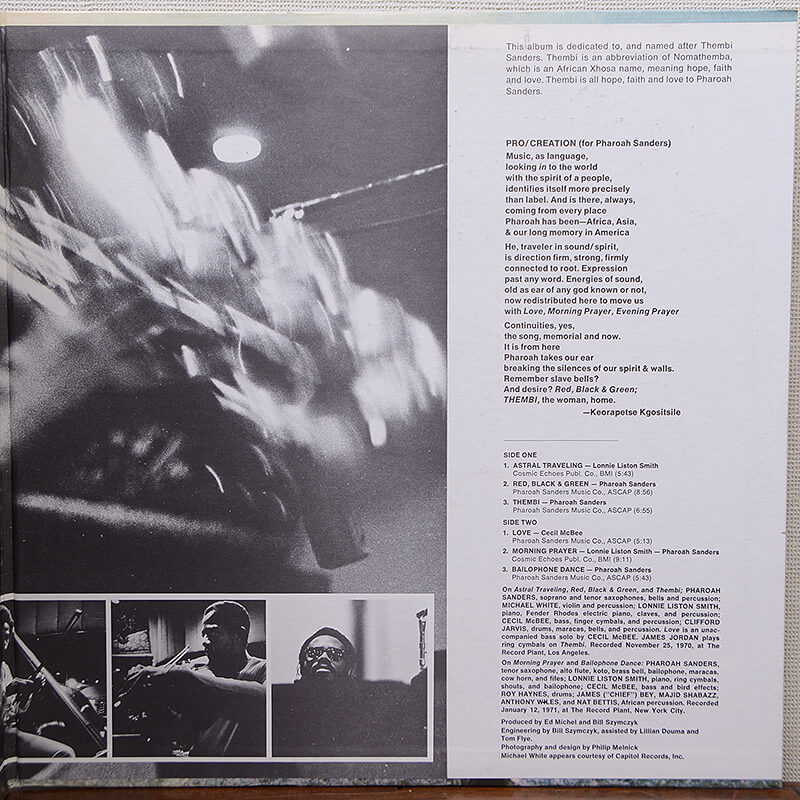 This album is dedicated to, and named after Thembi
Sanders. Thembi is an abbreviation of Nomathemba,
which is an African Xhosa name, meaning hope, faith
and love. Thembi is all hope, faith and love to Pharoah
Sanders.
PRO/CREATION (for Pharoah Sanders)
Music, as language,
looking in to the world
with the spirit of a people,
identifies itself more precisely
than label. And is there, always,
coming from every place
Pharoah has been—Africa, Asia,
& our long memory in America
He, traveler in sound/spirit,
is direction firm, strong, firmly
connected to root. Expression
past any word. Energies of sound,
old as ear of any god known or not,
now redistributed here to move us
with Love, Morning Prayer, Evening Prayer
Continuities, yes,
the song, memorial and now.
It is from here
Pharoah takes our ear
breaking the silences of our spirit & walls.
Remember slave bells?
And desire? Red, Black & Green;
THEMBI, the woman, home.
—Keorapetse Kgositsile
SIDE ONE
1. ASTRAL TRAVELING — Lonnie Liston Smith
Cosmic Echoes Publ. Co., BMI (5:43)
2. RED, BLACK & GREEN — Pharoah Sanders
Pharoah Sanders Music Co., ASCAP (8:56)
3. THEMBI — Pharoah Sanders
Pharoah Sanders Music Co., ASCAP (6:55)
SIDE TWO
1. LOVE — Cecil McBee
Pharoah Sanders Music Co., ASCAP (5:13)
2. MORNING PRAYER — Lonnie Liston Smith — Pharoah Sanders
Cosmic Echoes Publ. Co., BMI (9:11)
3. BAILOPHONE DANCE — Pharoah Sanders
Pharoah Sanders Music Co., ASCAP (5:43)
On Astral Traveling, Red, Black & Green, and Thembi; PHAROAH
SANDERS, soprano and tenor saxophones, bells and percussion;
MICHAEL WHITE, violin and percussion; LONNIE LISTON SMITH,
piano, Fender Rhodes electric piano, claves, and percussion;
CECIL McBEE, bass, finger cymbals, and percussion; CLIFFORD
JARVIS, drums, maracas, bells, and percussion. Love is an unac-
companied bass solo by CECIL McBEE. JAMES JORDAN plays
ring cymbals on Thembi. Recorded November 25, 1970, at The
Record Plant, Los Angeles.
On Morning Prayer and Bailophone Dance: PHAROAH SANDERS,
tenor saxophone, alto flute, koto, brass bell, bailophone, maracas,
cow horn, and fifes; LONNIE LISTON SMITH, piano, ring cymbals,
shouts, and bailophone; CECIL McBEE, bass and bird effects;
ROY HAYNES, drums; JAMES ("CHIEF") BEY, MAJID SHABAZZ,
ANTHONY WILES, and NAT BETTIS, African percussion. Recorded
January 12, 1971, at The Record Plant, New York City.
Produced by Ed Michel and Bill Szymczyk
Engineering by Bill Szymczyk, assisted by Lillian Douma and
Tom Flye.
Photography and design by Philip Melnick
Michael White appears courtesy of Capitol Records, Inc.